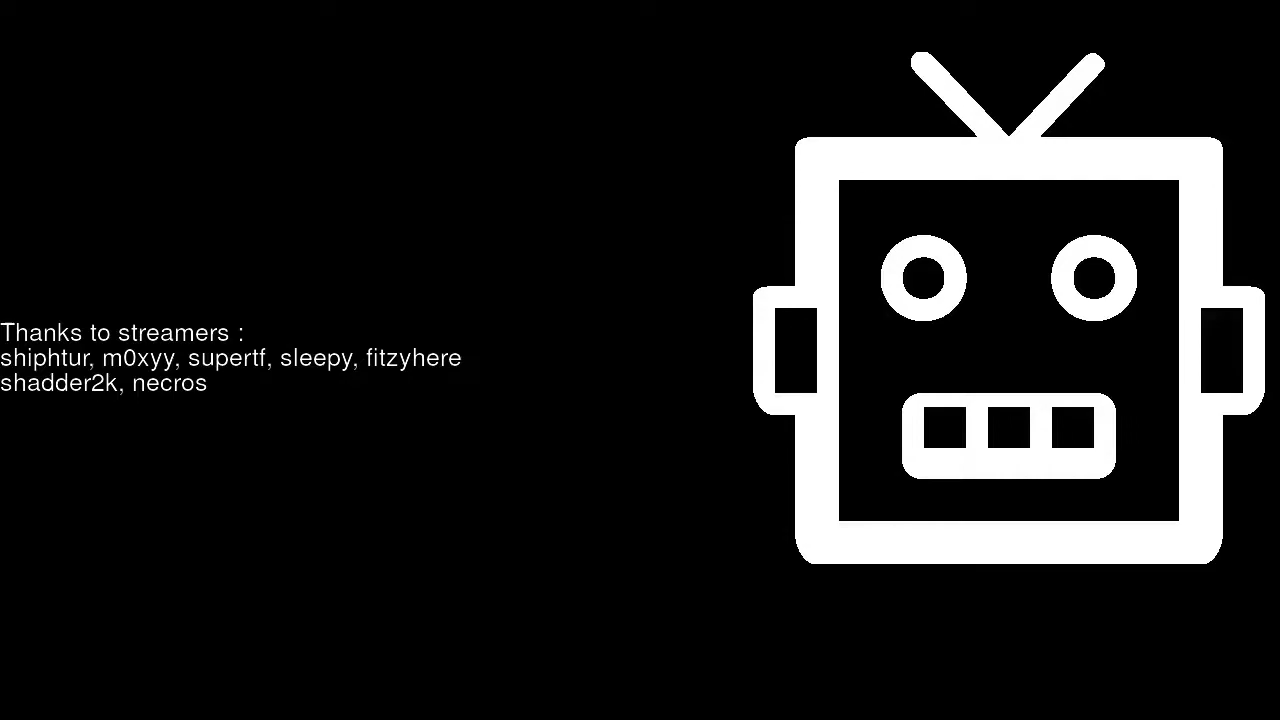 Thanks to streamers :
shiphtur, m0xyy, supertf, sleepy, fitzyhere
shadder2k, necros